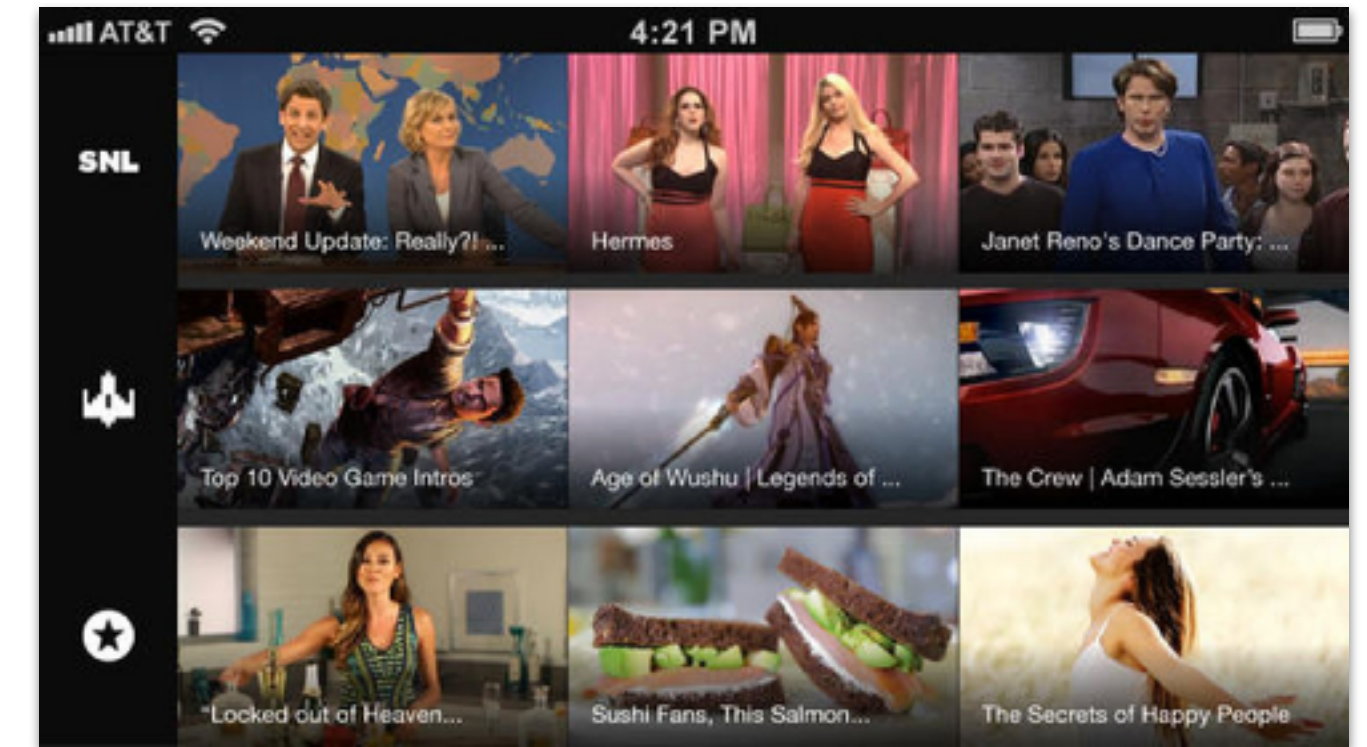 AT&T 4:21 PM
SNL
Weekend Update: Really?! ...
Hermes
Janet Reno's Dance Party: ...
Top 10 Video Game Intros
Age of Wushu | Legends of ...
The Crew | Adam Sessler's ...
"Locked out of Heaven...
Sushi Fans, This Salmon...
The Secrets of Happy People